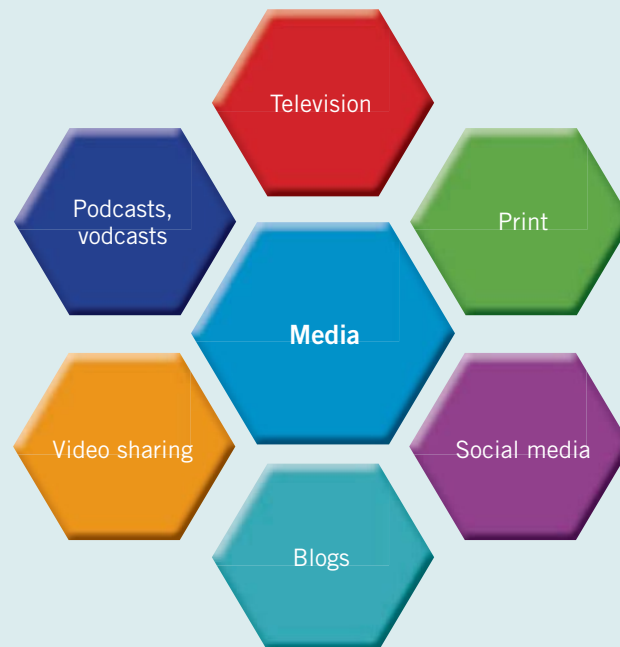 Television
Podcasts,
vodcasts
Print
Media
Video sharing
Social media
Blogs